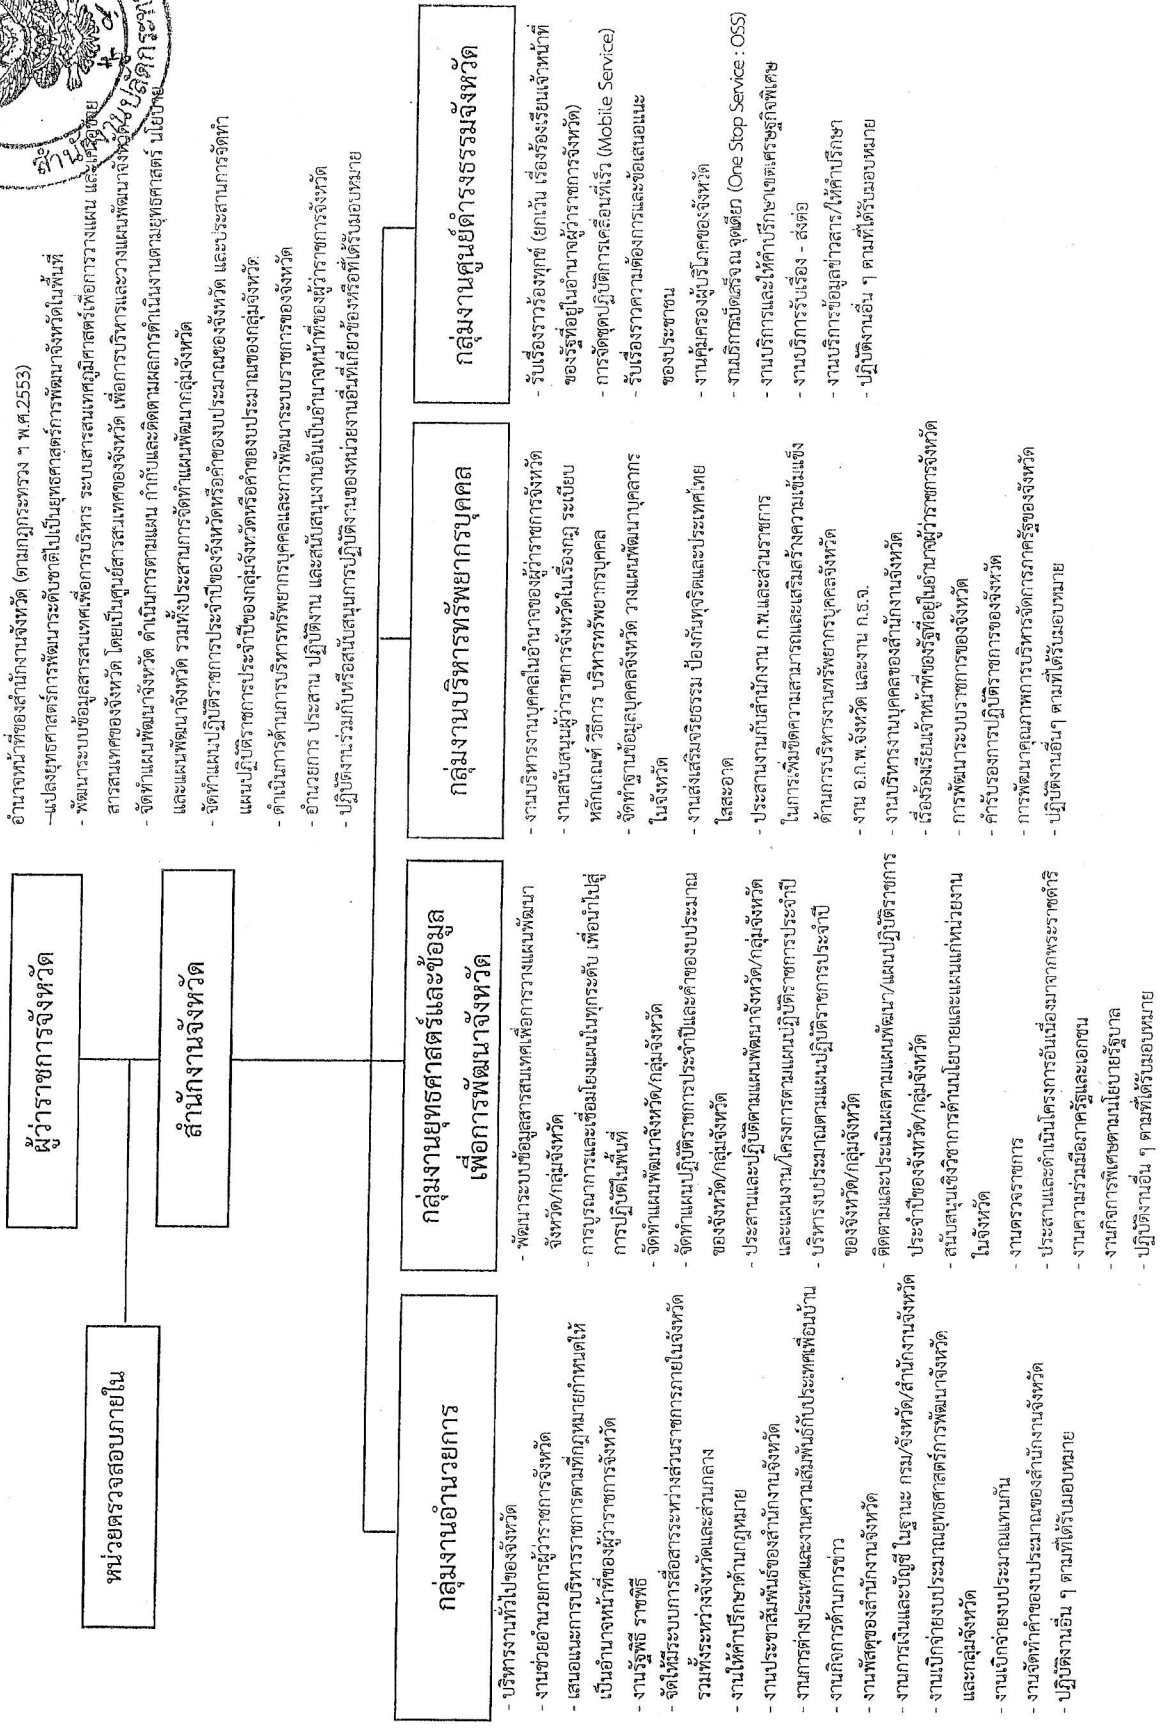 อำนาจหน้าที่ของสำนักงานจังหวัด (ตามกฎกระทรวง ฯ พ.ศ.2553)
–แปลงยุทธศาสตร์การพัฒนาระดับชาติไปเป็นยุทธศาสตร์การพัฒนาจังหวัดในพื้นที่
- พัฒนาระบบข้อมูลสารสนเทศเพื่อการบริหาร ระบบสารสนเทศภูมิศาสตร์เพื่อการวางแผน และเครือข่าย
สารสนเทศของจังหวัด โดยเป็นศูนย์สารสนเทศของจังหวัด เพื่อการบริหารและวางแผนพัฒนาจังหวัด
- จัดทำแผนพัฒนาจังหวัด ดำเนินการตามแผน กำกับและติดตามผลการดำเนินงานตามยุทธศาสตร์ นโยบาย
และแผนพัฒนาจังหวัด รวมทั้งประสานการจัดทำแผนพัฒนากลุ่มจังหวัด
- จัดทำแผนปฏิบัติราชการประจำปีของจังหวัดหรือคำของบประมาณของจังหวัด และประสานการจัดทำ
แผนปฏิบัติราชการประจำปีของกลุ่มจังหวัดหรือคำของบประมาณของกลุ่มจังหวัด
- ดำเนินการด้านการบริหารทรัพยากรบุคคลและการพัฒนาระบบราชการของจังหวัด
- อำนวยการ ประสาน ปฏิบัติงาน และสนับสนุนงานอันเป็นอำนาจหน้าที่ของผู้ว่าราชการจังหวัด
- ปฏิบัติงานร่วมกับหรือสนับสนุนการปฏิบัติงานของหน่วยงานอื่นที่เกี่ยวข้องหรือที่ได้รับมอบหมาย
ผู้ว่าราชการจังหวัด
หน่วยตรวจสอบภายใน
สำนักงานจังหวัด
กลุ่มงานอำนวยการ
- บริหารงานทั่วไปของจังหวัด
- งานช่วยอำนวยการผู้ว่าราชการจังหวัด
- เสนอแนะการบริหารราชการตามที่กฎหมายกำหนดให้
เป็นอำนาจหน้าที่ของผู้ว่าราชการจังหวัด
- งานรัฐพิธี ราชพิธี
- จัดให้มีระบบการสื่อสารระหว่างส่วนราชการภายในจังหวัด
รวมทั้งระหว่างจังหวัดและส่วนกลาง
- งานให้คำปรึกษาด้านกฎหมาย
- งานประชาสัมพันธ์ของสำนักงานจังหวัด
- งานการต่างประเทศและงานความสัมพันธ์กับประเทศเพื่อนบ้าน
- งานกิจการด้านการข่าว
- งานพัสดุของสำนักงานจังหวัด
- งานการเงินและบัญชี ในฐานะ กรม/จังหวัด/สำนักงานจังหวัด
- งานเบิกจ่ายงบประมาณยุทธศาสตร์การพัฒนาจังหวัด
และกลุ่มจังหวัด
- งานเบิกจ่ายงบประมาณแทนกัน
- งานจัดทำคำของบประมาณของสำนักงานจังหวัด
- ปฏิบัติงานอื่น ๆ ตามที่ได้รับมอบหมาย
กลุ่มงานยุทธศาสตร์และข้อมูล
เพื่อการพัฒนาจังหวัด
- พัฒนาระบบข้อมูลสารสนเทศเพื่อการวางแผนพัฒนา
จังหวัด/กลุ่มจังหวัด
- การบูรณาการและเชื่อมโยงแผนในทุกระดับ เพื่อนำไปสู่
การปฏิบัติในพื้นที่
- จัดทำแผนพัฒนาจังหวัด/กลุ่มจังหวัด
- จัดทำแผนปฏิบัติราชการประจำปีและคำของบประมาณ
ของจังหวัด/กลุ่มจังหวัด
- ประสานและปฏิบัติตามแผนพัฒนาจังหวัด/กลุ่มจังหวัด
และแผนงาน/โครงการตามแผนปฏิบัติราชการประจำปี
- บริหารงบประมาณตามแผนปฏิบัติราชการประจำปี
ของจังหวัด/กลุ่มจังหวัด
- ติดตามและประเมินผลตามแผนพัฒนา/แผนปฏิบัติราชการ
ประจำปีของจังหวัด/กลุ่มจังหวัด
- สนับสนุนเชิงวิชาการด้านนโยบายและแผนแก่หน่วยงาน
ในจังหวัด
- งานตรวจราชการ
- ประสานและดำเนินโครงการอันเนื่องมาจากพระราชดำริ
- งานความร่วมมือภาครัฐและเอกชน
- งานกิจการพิเศษตามนโยบายรัฐบาล
- ปฏิบัติงานอื่น ๆ ตามที่ได้รับมอบหมาย
กลุ่มงานบริหารทรัพยากรบุคคล
- งานบริหารงานบุคคลในอำนาจของผู้ว่าราชการจังหวัด
- งานสนับสนุนผู้ว่าราชการจังหวัดในเรื่องกฎ ระเบียบ
หลักเกณฑ์ วิธีการ บริหารทรัพยากรบุคคล
- จัดทำฐานข้อมูลบุคคลจังหวัด วางแผนพัฒนาบุคลากร
ในจังหวัด
- งานส่งเสริมจริยธรรม ป้องกันทุจริตและประเทศไทย
ใสสะอาด
- ประสานงานกับสำนักงาน ก.พ.และส่วนราชการ
ในการเพิ่มขีดความสามารถและเสริมสร้างความเข้มแข็ง
ด้านการบริหารงานทรัพยากรบุคคลจังหวัด
- งาน อ.ก.พ.จังหวัด และงาน ก.ธ.จ.
- งานบริหารงานบุคคลของสำนักงานจังหวัด
- เรื่องร้องเรียนเจ้าหน้าที่ของรัฐที่อยู่ในอำนาจผู้ว่าราชการจังหวัด
- การพัฒนาระบบราชการของจังหวัด
- คำรับรองการปฏิบัติราชการของจังหวัด
- การพัฒนาคุณภาพการบริหารจัดการภาครัฐของจังหวัด
- ปฏิบัติงานอื่นๆ ตามที่ได้รับมอบหมาย
กลุ่มงานศูนย์ดำรงธรรมจังหวัด
- รับเรื่องราวร้องทุกข์ (ยกเว้น เรื่องร้องเรียนเจ้าหน้าที่
ของรัฐที่อยู่ในอำนาจผู้ว่าราชการจังหวัด)
- การจัดชุดปฏิบัติการเคลื่อนที่เร็ว (Mobile Service)
- รับเรื่องราวความต้องการและข้อเสนอแนะ
ของประชาชน
- งานคุ้มครองผู้บริโภคของจังหวัด
- งานบริการเบ็ดเสร็จ ณ จุดเดียว (One Stop Service : OSS)
- งานบริการและให้คำปรึกษาเขตเศรษฐกิจพิเศษ
- งานบริการรับเรื่อง - ส่งต่อ
- งานบริการข้อมูลข่าวสาร/ให้คำปรึกษา
- ปฏิบัติงานอื่น ๆ ตามที่ได้รับมอบหมาย